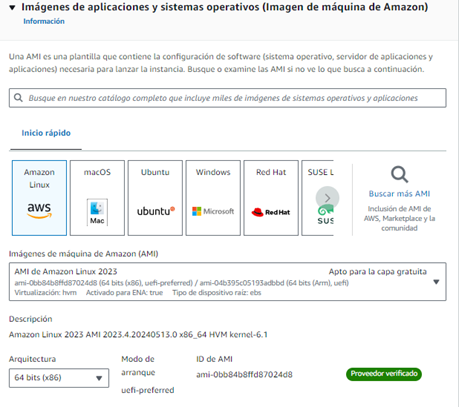 ▼ Imágenes de aplicaciones y sistemas operativos (Imagen de máquina de Amazon)
Información
Una AMI es una plantilla que contiene la configuración de software (sistema operativo, servidor de aplicaciones y
aplicaciones) necesaria para lanzar la instancia. Busque o examine las AMI si no ve lo que busca a continuación.
Busque en nuestro catálogo completo que incluye miles de imágenes de sistemas operativos y aplicaciones
Inicio rápido
Amazon Linux
aws
macOS
Mac
Ubuntu
ubuntu
Windows
Microsoft
Red Hat
Red Hat
SUSE L
SUS
Buscar más AMI
Inclusión de AMI de
AWS, Marketplace y la
comunidad
Imágenes de máquina de Amazon (AMI)
AMI de Amazon Linux 2023 Apto para la capa gratuita
ami-0bb84b8ffd87024d8 (64 bits (x86), uefi-preferred) / ami-04b395c05193adbbd (64 bits (Arm), uefi)
Virtualización: hvm Activado para ENA: true Tipo de dispositivo raíz: ebs
Descripción
Amazon Linux 2023 AMI 2023.4.20240513.0 x86_64 HVM kernel-6.1
Arquitectura
64 bits (x86)
Modo de
arranque
uefi-preferred
ID de AMI
ami-0bb84b8ffd87024d8
Proveedor verificado